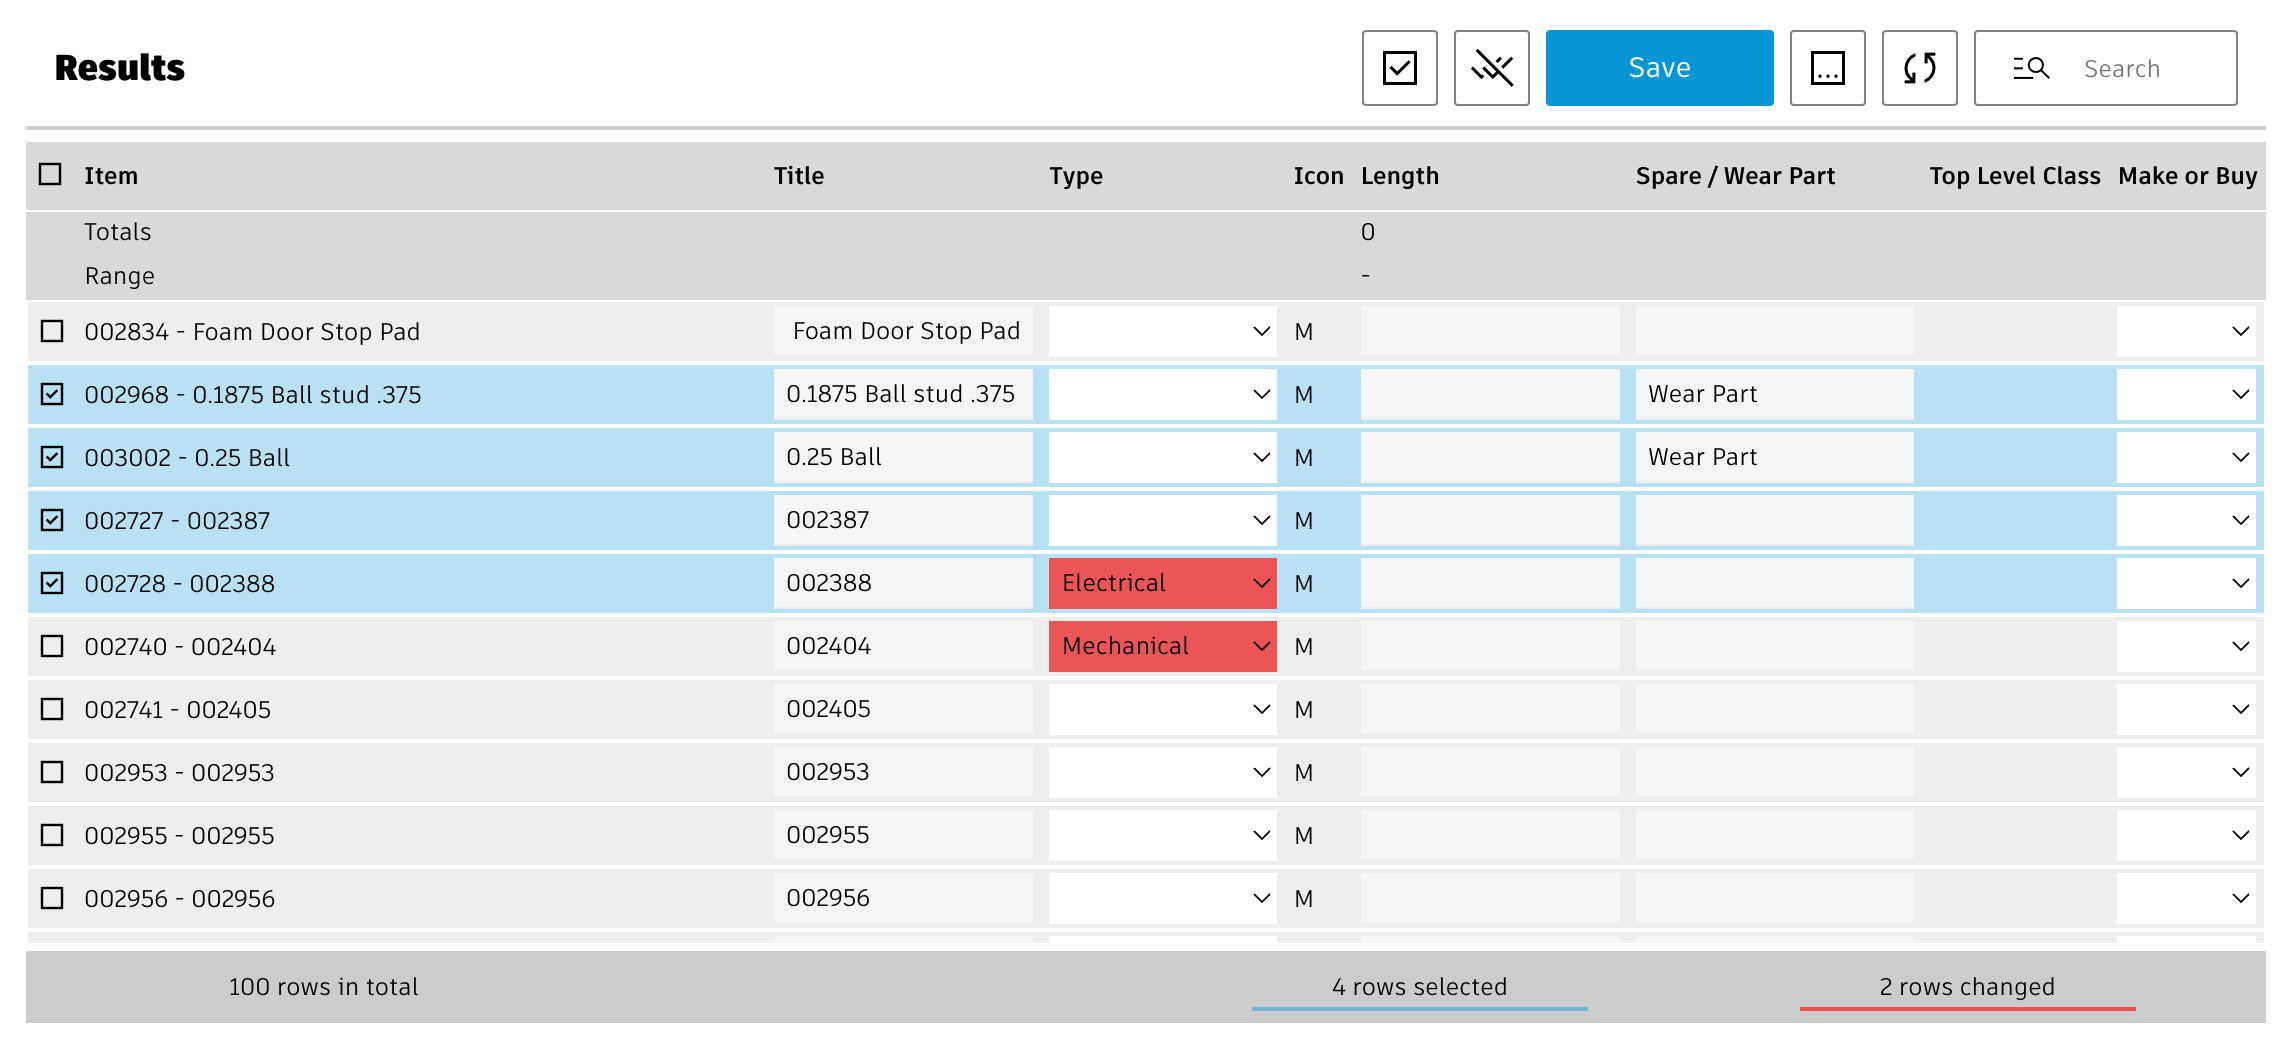 Results
Save
Search
Item Title Type Icon Length Spare / Wear Part Top Level Class Make or Buy
Totals 0
Range -
002834 - Foam Door Stop Pad Foam Door Stop Pad M
002968 - 0.1875 Ball stud .375 0.1875 Ball stud .375 M Wear Part
003002 - 0.25 Ball 0.25 Ball M Wear Part
002727 - 002387 002387 M
002728 - 002388 002388 Electrical M
002740 - 002404 002404 Mechanical M
002741 - 002405 002405 M
002953 - 002953 002953 M
002955 - 002955 002955 M
002956 - 002956 002956 M
100 rows in total 4 rows selected 2 rows changed